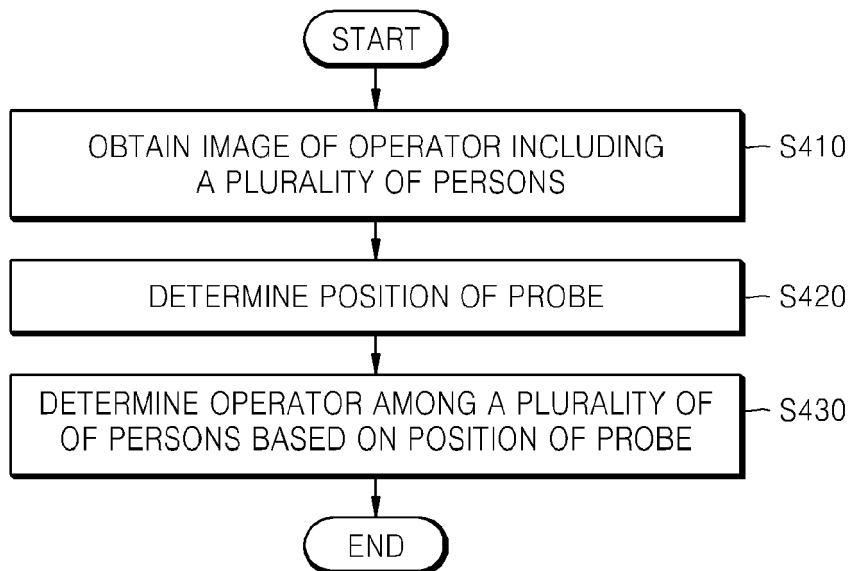 START
OBTAIN IMAGE OF OPERATOR INCLUDING
A PLURALITY OF PERSONS
S410
DETERMINE POSITION OF PROBE
S420
DETERMINE OPERATOR AMONG A PLURALITY OF
OF PERSONS BASED ON POSITION OF PROBE
S430
END